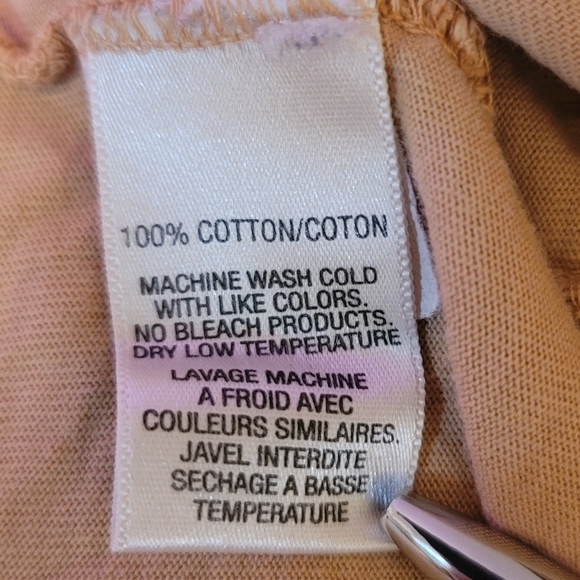 100% COTTON/COTON
MACHINE WASH COLD
WITH LIKE COLORS.
NO BLEACH PRODUCTS.
DRY LOW TEMPERATURE
LAVAGE MACHINE
A FROID AVEC
COULEURS SIMILAIRES.
JAVEL INTERDITE
SECHAGE A BASSE
TEMPERATURE